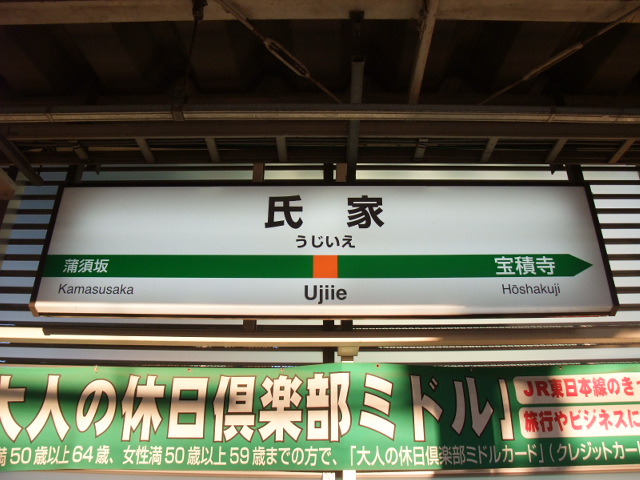 氏家
うじいえ
蒲須坂 宝積寺
Kamasusaka Ujiie Hōshakuji
大人の休日倶楽部ミドル」
満50歳以上64歳、女性満50歳以上59歳までの方で、「大人の休日倶楽部ミドルカード」(クレジットカー
JR東日本線のき
旅行やビジネスに